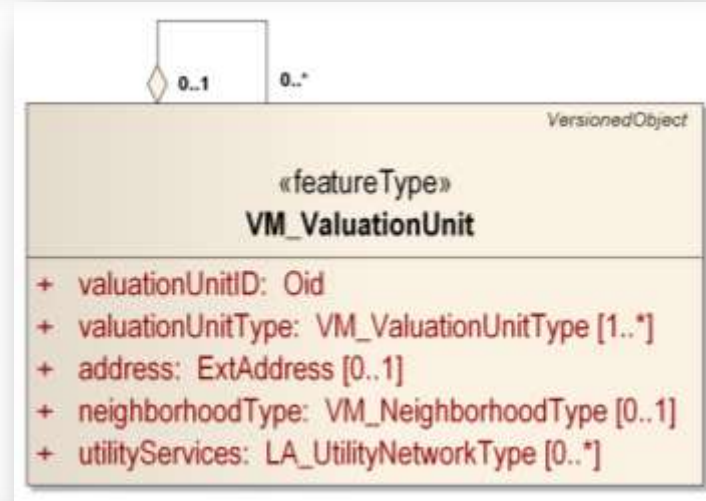 0..1 0..*
VersionedObject
«featureType»
VM_ValuationUnit
+ valuationUnitID: Oid
+ valuationUnitType: VM_ValuationUnitType [1..*]
+ address: ExtAddress [0..1]
+ neighborhoodType: VM_NeighborhoodType [0..1]
+ utilityServices: LA_UtilityNetworkType [0..*]